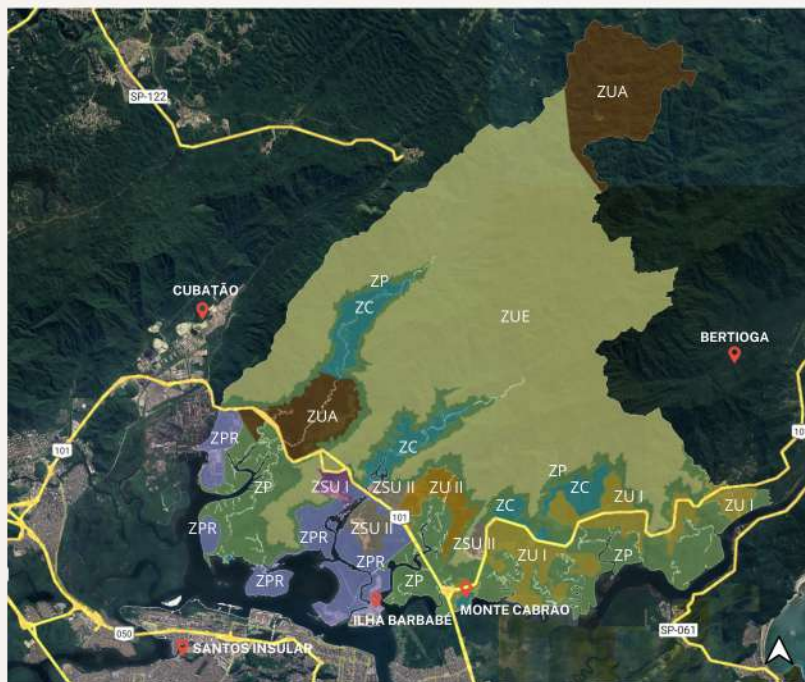 ZUA
SP-122
ZP
CUBATÃO
ZC
ZUE
BERTIOGA
ZUA
101
ZPR
ZC
101
ZP
ZP
ZSU I
ZSU II
ZU II
ZC
ZC
ZU I
ZU I
101
ZPR
ZPR
ZSU II
ZPR
ZSU II
ZU I
ZP
ZPR
ZP
MONTE CABRÃO
ILHA BARBABÉ
050
SANTOS INSULAR
SP-061